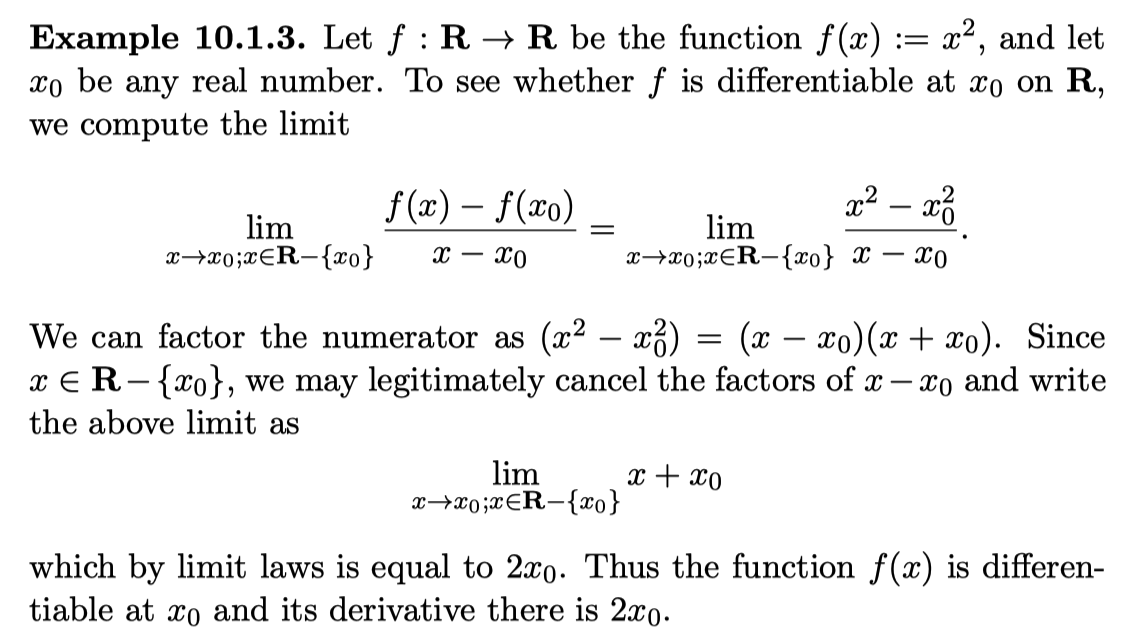 Example 10.1.3. Let f : R → R be the function f(x) := x², and let
x₀ be any real number. To see whether f is differentiable at x₀ on R,
we compute the limit
lim_{x→x₀;x∈R−{x₀}} (f(x) − f(x₀))/(x − x₀) = lim_{x→x₀;x∈R−{x₀}} (x² − x₀²)/(x − x₀).
We can factor the numerator as (x² − x₀²) = (x − x₀)(x + x₀). Since
x ∈ R − {x₀}, we may legitimately cancel the factors of x − x₀ and write
the above limit as
lim_{x→x₀;x∈R−{x₀}} x + x₀
which by limit laws is equal to 2x₀. Thus the function f(x) is differen-
tiable at x₀ and its derivative there is 2x₀.